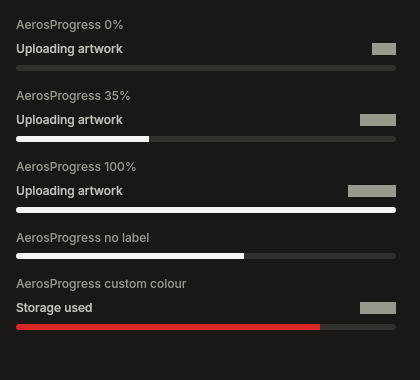 AerosProgress 0%
Uploading artwork
AerosProgress 35%
Uploading artwork
AerosProgress 100%
Uploading artwork
AerosProgress no label
AerosProgress custom colour
Storage used